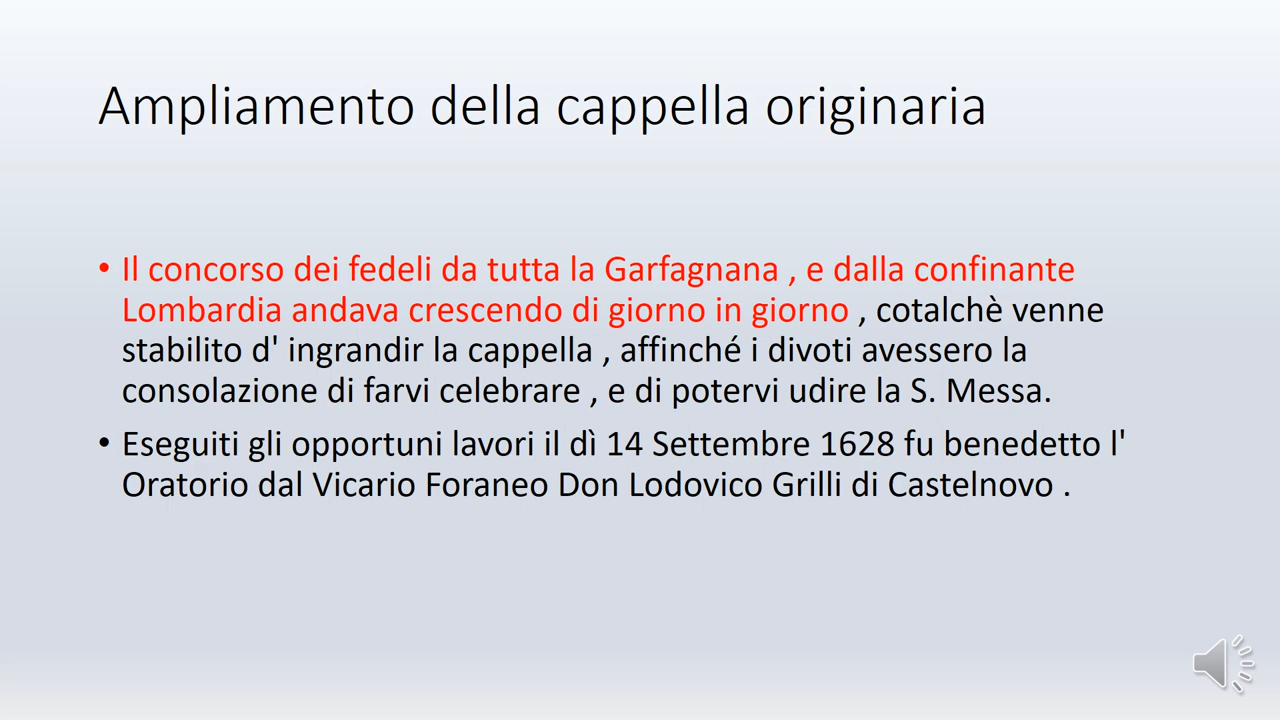 Ampliamento della cappella originaria
• Il concorso dei fedeli da tutta la Garfagnana , e dalla confinante
Lombardia andava crescendo di giorno in giorno , cotalchè venne
stabilito d' ingrandir la cappella , affinché i divoti avessero la
consolazione di farvi celebrare , e di potervi udire la S. Messa.
• Eseguiti gli opportuni lavori il dì 14 Settembre 1628 fu benedetto l'
Oratorio dal Vicario Foraneo Don Lodovico Grilli di Castelnovo .